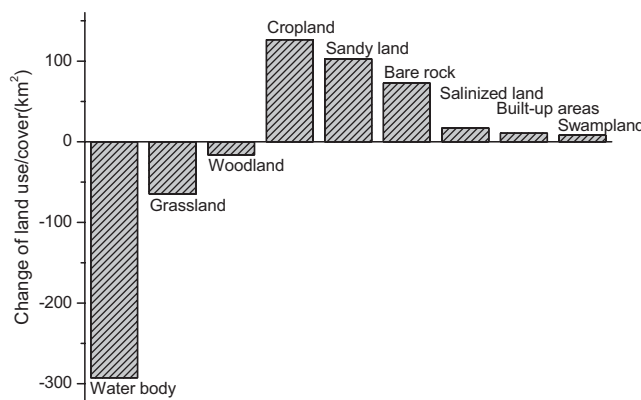 Change of land use/cover(km²)
100
0
-100
-200
-300
Cropland
Sandy land
Bare rock
Salinized land
Built-up areas
Swampland
Woodland
Grassland
Water body